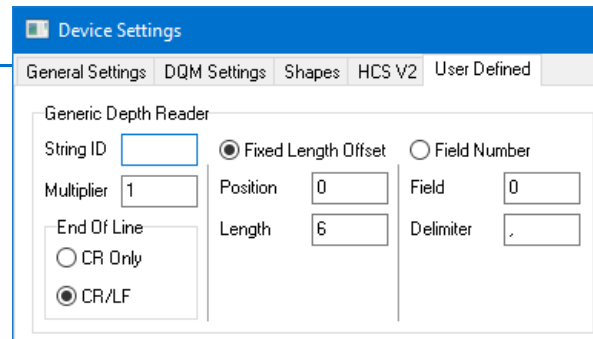 Device Settings
General Settings DQM Settings Shapes HCS V2 User Defined
Generic Depth Reader
String ID Fixed Length Offset Field Number
Multiplier 1 Position 0 Field 0
End Of Line Length 6 Delimiter ,
CR Only
CR/LF